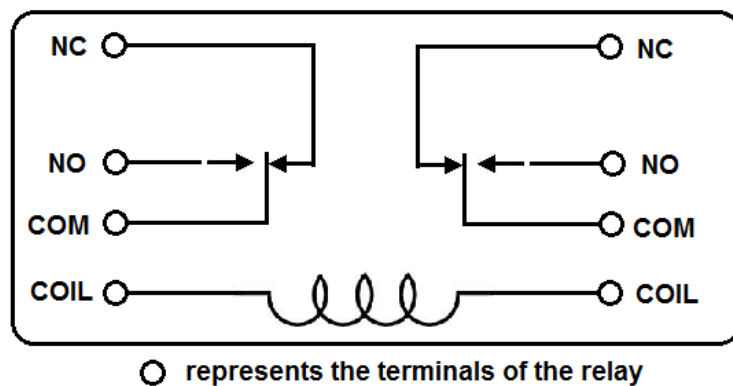 NC NC
NO NO
COM COM
COIL COIL
represents the terminals of the relay